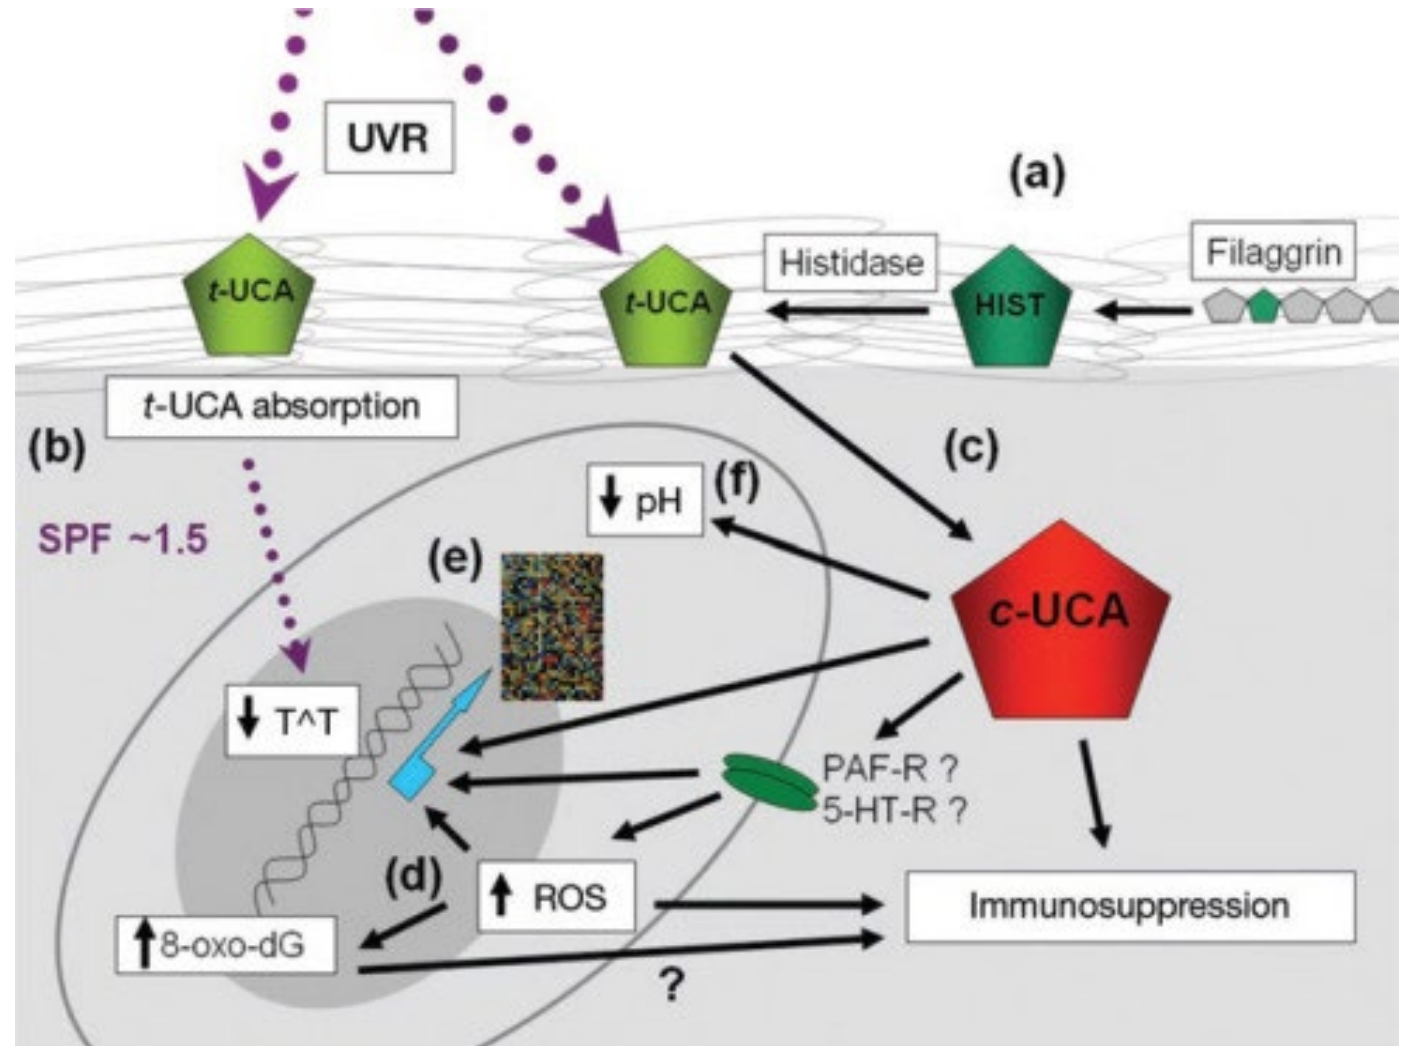 UVR
(a)
Histidase
Filaggrin
t-UCA
t-UCA
HIST
t-UCA absorption
(b)
(c)
SPF ~1.5
↓ pH
(f)
(e)
c-UCA
↓ T^T
PAF-R ?
5-HT-R ?
(d)
↑ ROS
Immunosuppression
↑ 8-oxo-dG
?